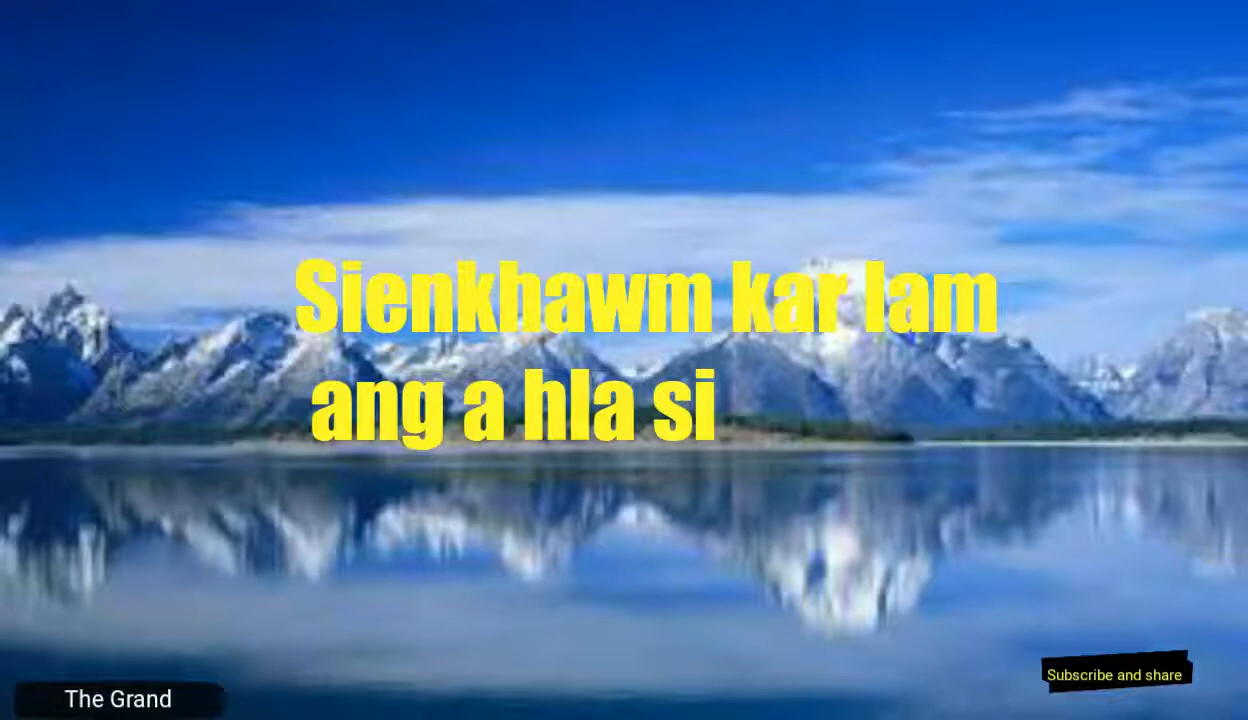 Sienkhawm kar lam
ang a hla si
Subscribe and share
The Grand